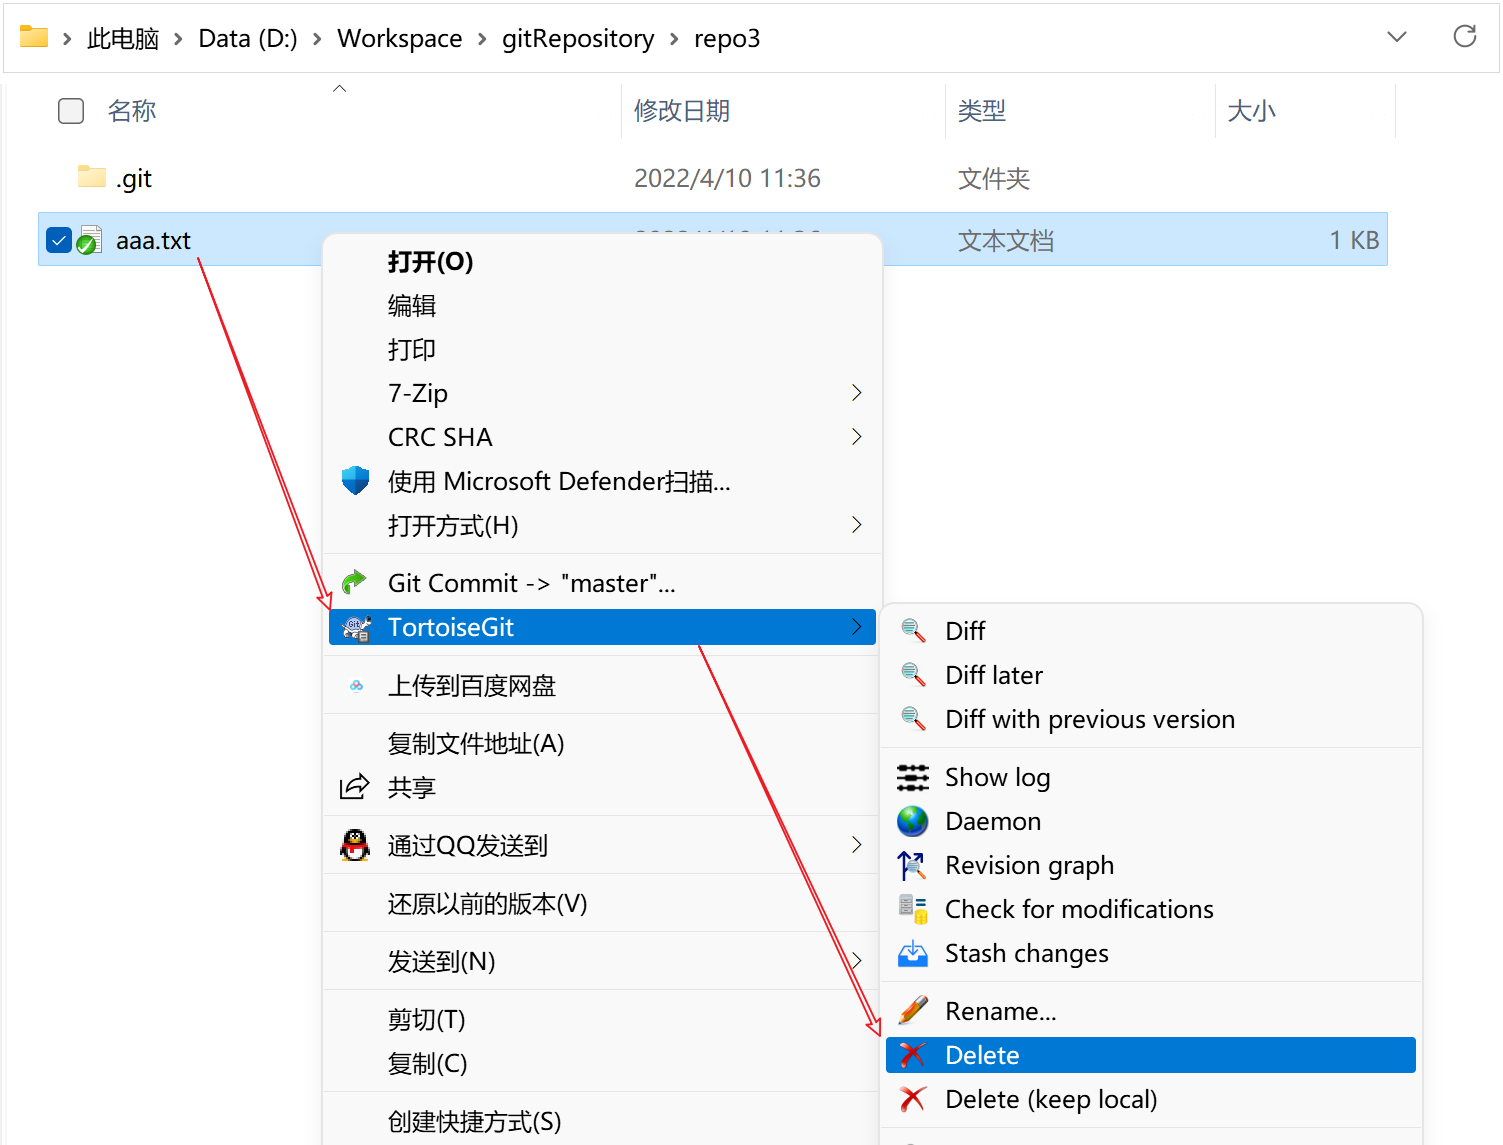 此电脑 › Data (D:) › Workspace › gitRepository › repo3
名称 修改日期 类型 大小
.git 2022/4/10 11:36 文件夹
aaa.txt 文本文档 1 KB
打开(O)
编辑
打印
7-Zip
CRC SHA
使用 Microsoft Defender扫描...
打开方式(H)
Git Commit -> "master"...
TortoiseGit
上传到百度网盘
复制文件地址(A)
共享
通过QQ发送到
还原以前的版本(V)
发送到(N)
剪切(T)
复制(C)
创建快捷方式(S)
Diff
Diff later
Diff with previous version
Show log
Daemon
Revision graph
Check for modifications
Stash changes
Rename...
Delete
Delete (keep local)